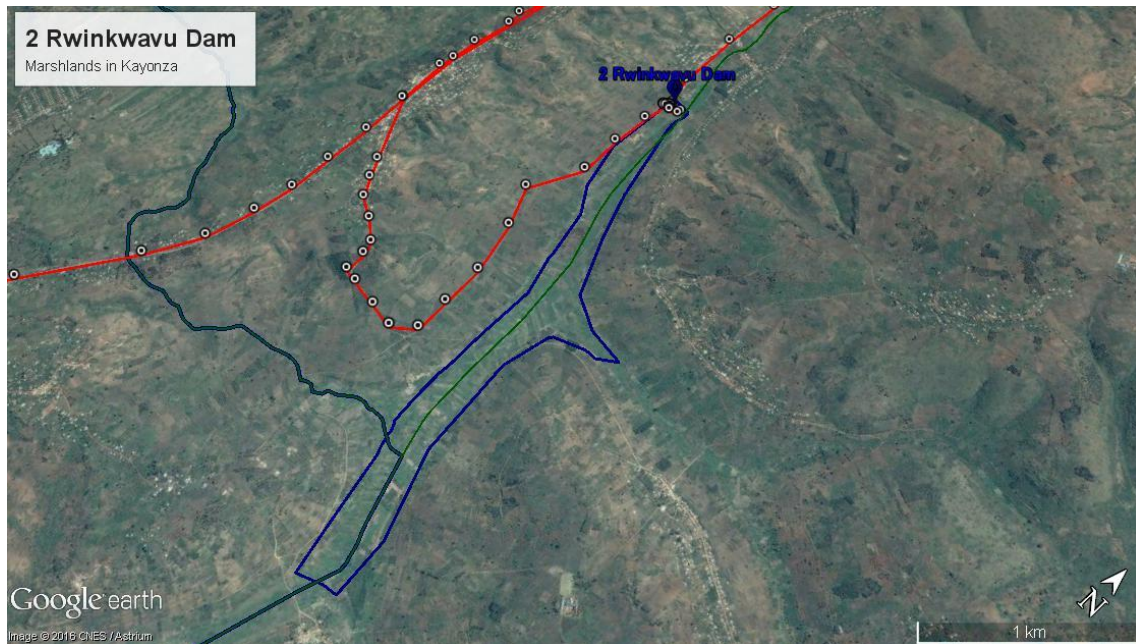 2 Rwinkwavu Dam
Marshlands in Kayonza
2 Rwinkwavu Dam
Google earth
N
Image © 2016 CNES / Astrium
1 km